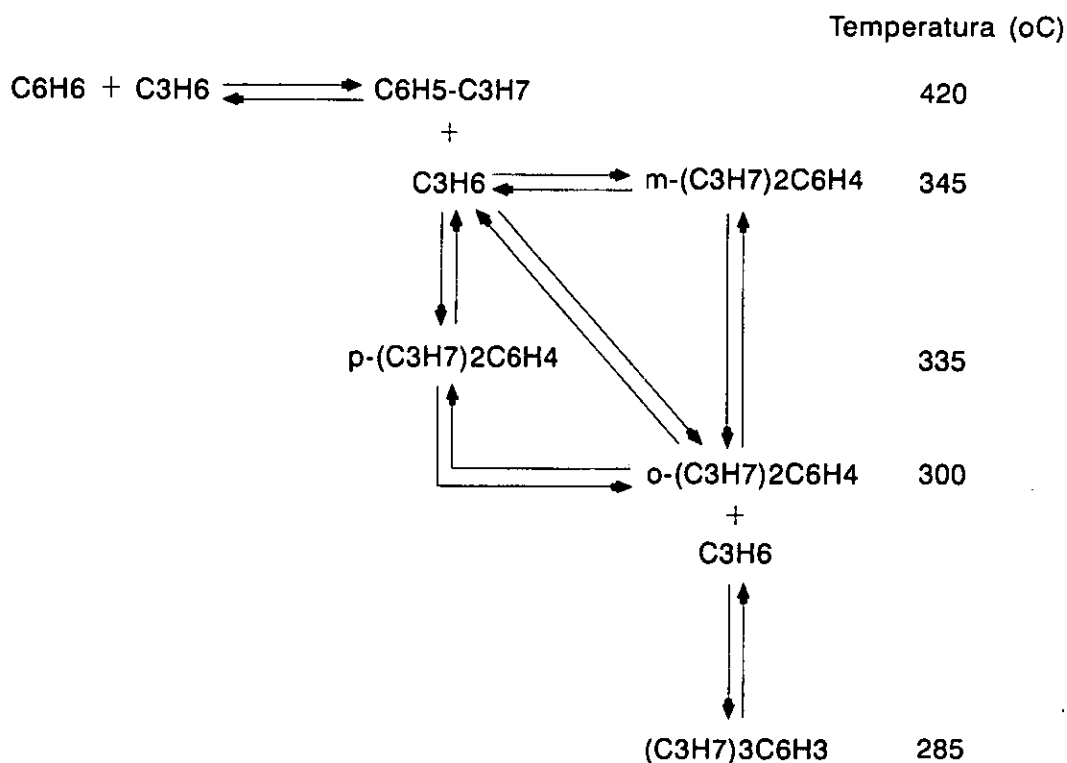 Temperatura (oC)
C6H6 + C3H6 C6H5-C3H7 420
+
C3H6 m-(C3H7)2C6H4 345
p-(C3H7)2C6H4 335
o-(C3H7)2C6H4 300
+
C3H6
(C3H7)3C6H3 285